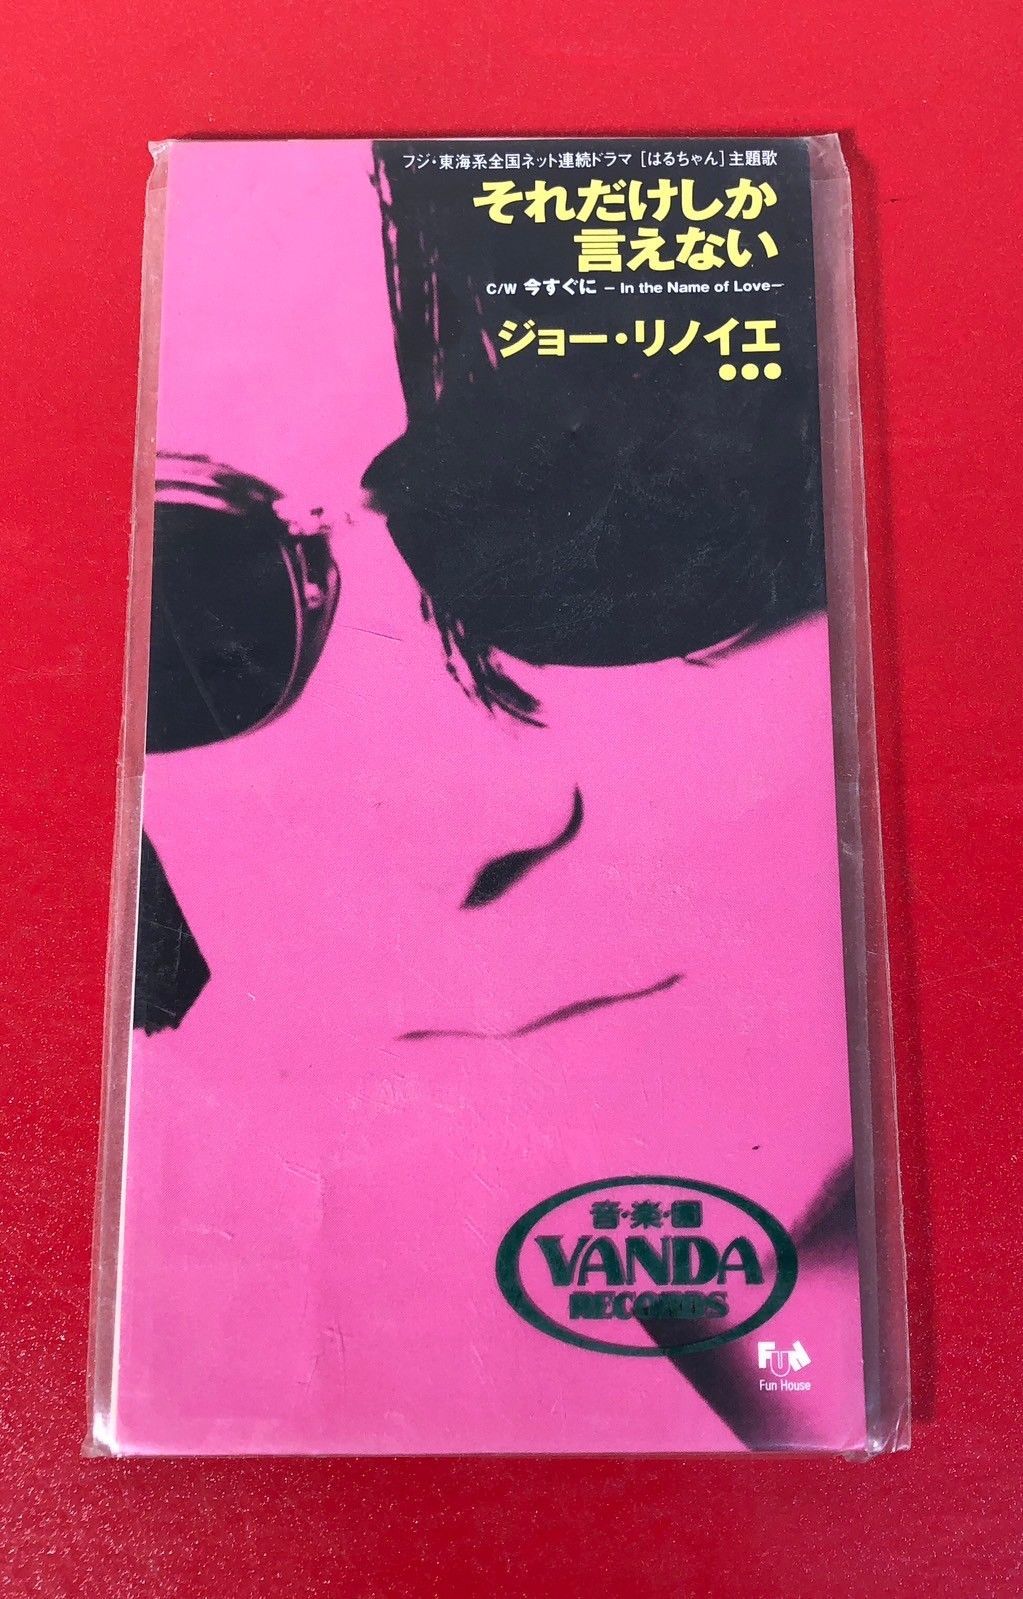 フジ・東海系全国ネット連続ドラマ［はるちゃん］主題歌
それだけしか
言えない
C/W 今すぐに − In the Name of Love−
ジョー・リノイエ
●●●
音・楽・園
VANDA
RECORDS
FUN
Fun House